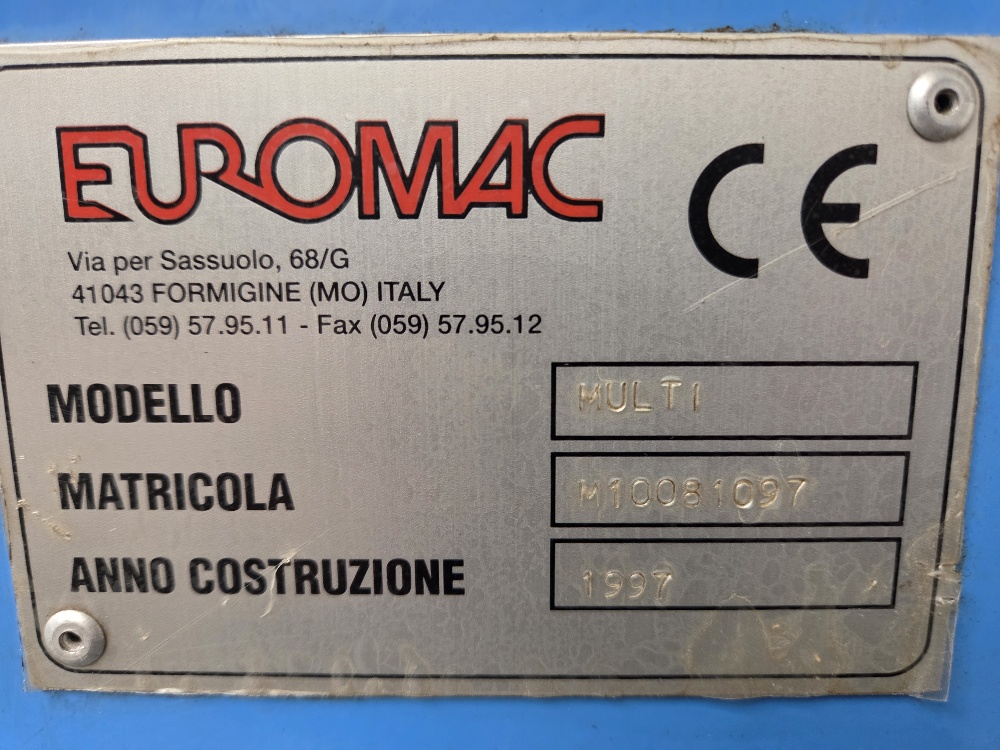 EUROMAC
CE
Via per Sassuolo, 68/G
41043 FORMIGINE (MO) ITALY
Tel. (059) 57.95.11 - Fax (059) 57.95.12
MODELLO MULTI
MATRICOLA M10081097
ANNO COSTRUZIONE 1997